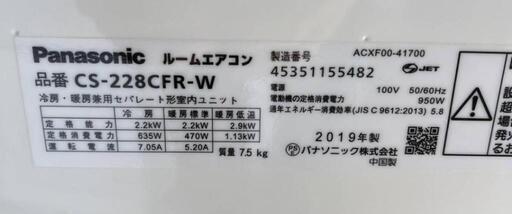 ACXF00-41700
Panasonic ルームエアコン
製造番号
45351155482
JET
品番 CS-228CFR-W
電源 100V 50/60Hz
電動機の定格消費電力 950W
冷房・暖房兼用セパレート形室内ユニット
通年エネルギー消費効率(JIS C 9612:2013) 5.8
冷房 暖房標準 暖房低温
定格能力 2.2kW 2.2kW 2.9kW
定格消費電力 635W 470W 1.13kW
運転電流 7.05A 5.20A
質量 7.5 kg
2019年製
PS パナソニック株式会社
中国製